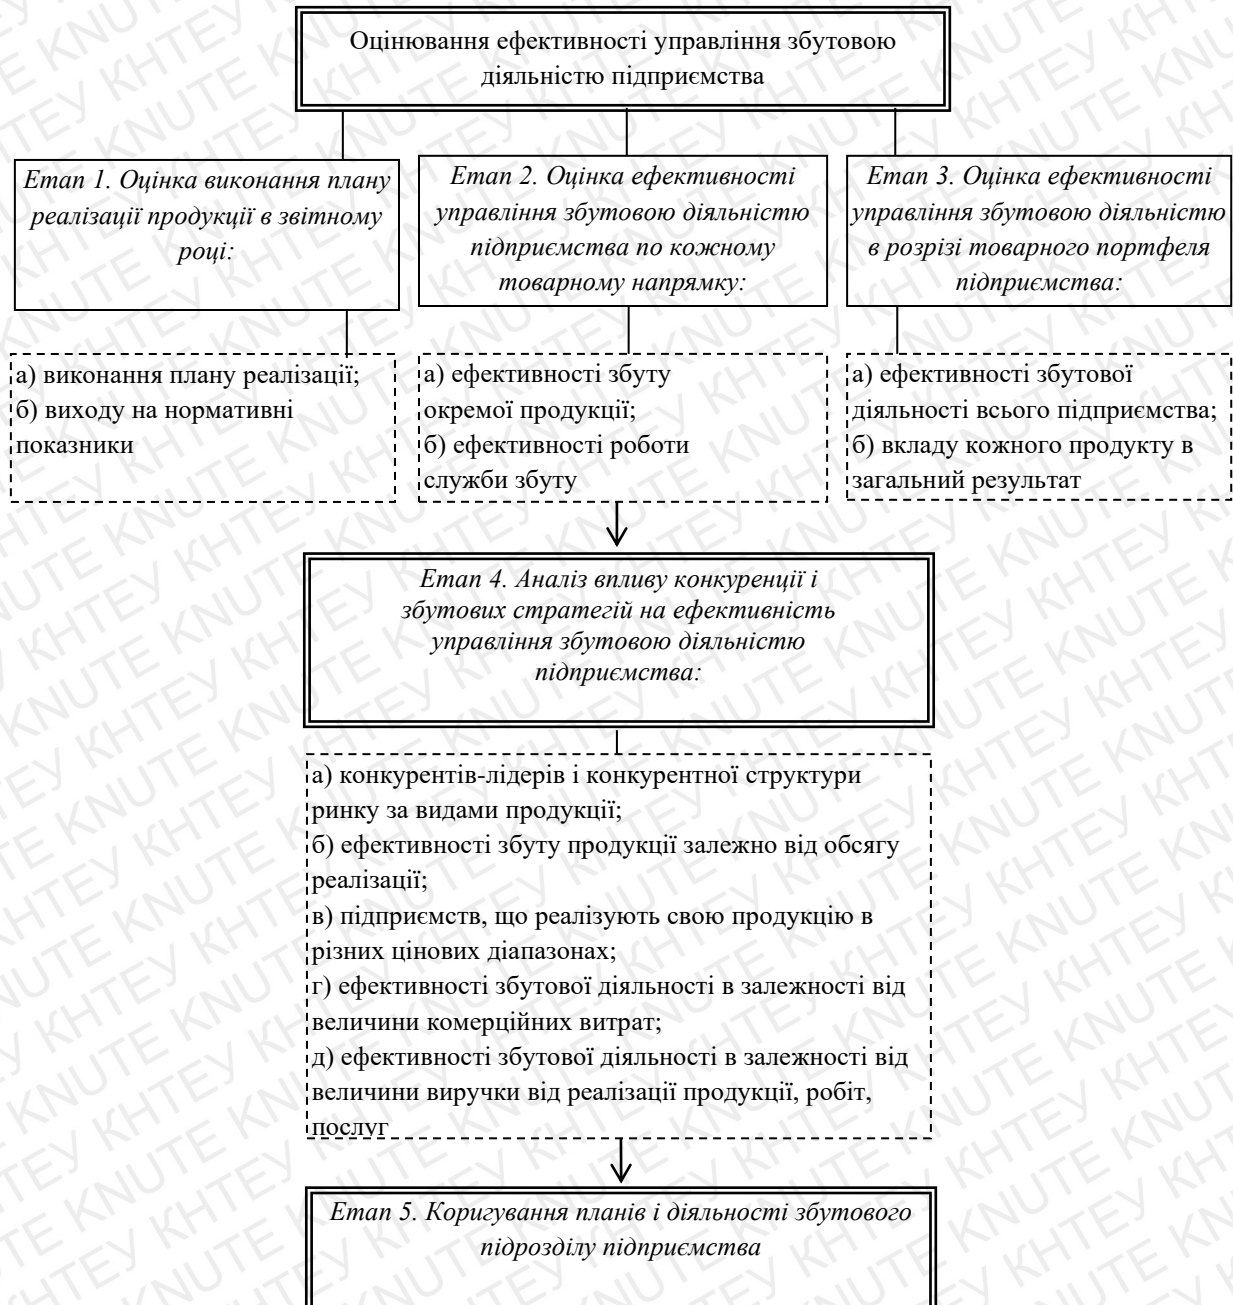 Оцінювання ефективності управління збутовою
діяльністю підприємства
Етап 1. Оцінка виконання плану
реалізації продукції в звітному
році:
Етап 2. Оцінка ефективності
управління збутовою діяльністю
підприємства по кожному
товарному напрямку:
Етап 3. Оцінка ефективності
управління збутовою діяльністю
в розрізі товарного портфеля
підприємства:
а) виконання плану реалізації;
б) виходу на нормативні
показники
а) ефективності збуту
окремої продукції;
б) ефективності роботи
служби збуту
а) ефективності збутової
діяльності всього підприємства;
б) вкладу кожного продукту в
загальний результат
Етап 4. Аналіз впливу конкуренції і
збутових стратегій на ефективність
управління збутовою діяльністю
підприємства:
а) конкурентів-лідерів і конкурентної структури
ринку за видами продукції;
б) ефективності збуту продукції залежно від обсягу
реалізації;
в) підприємств, що реалізують свою продукцію в
різних цінових діапазонах;
г) ефективності збутової діяльності в залежності від
величини комерційних витрат;
д) ефективності збутової діяльності в залежності від
величини виручки від реалізації продукції, робіт,
послуг
Етап 5. Коригування планів і діяльності збутового
підрозділу підприємства